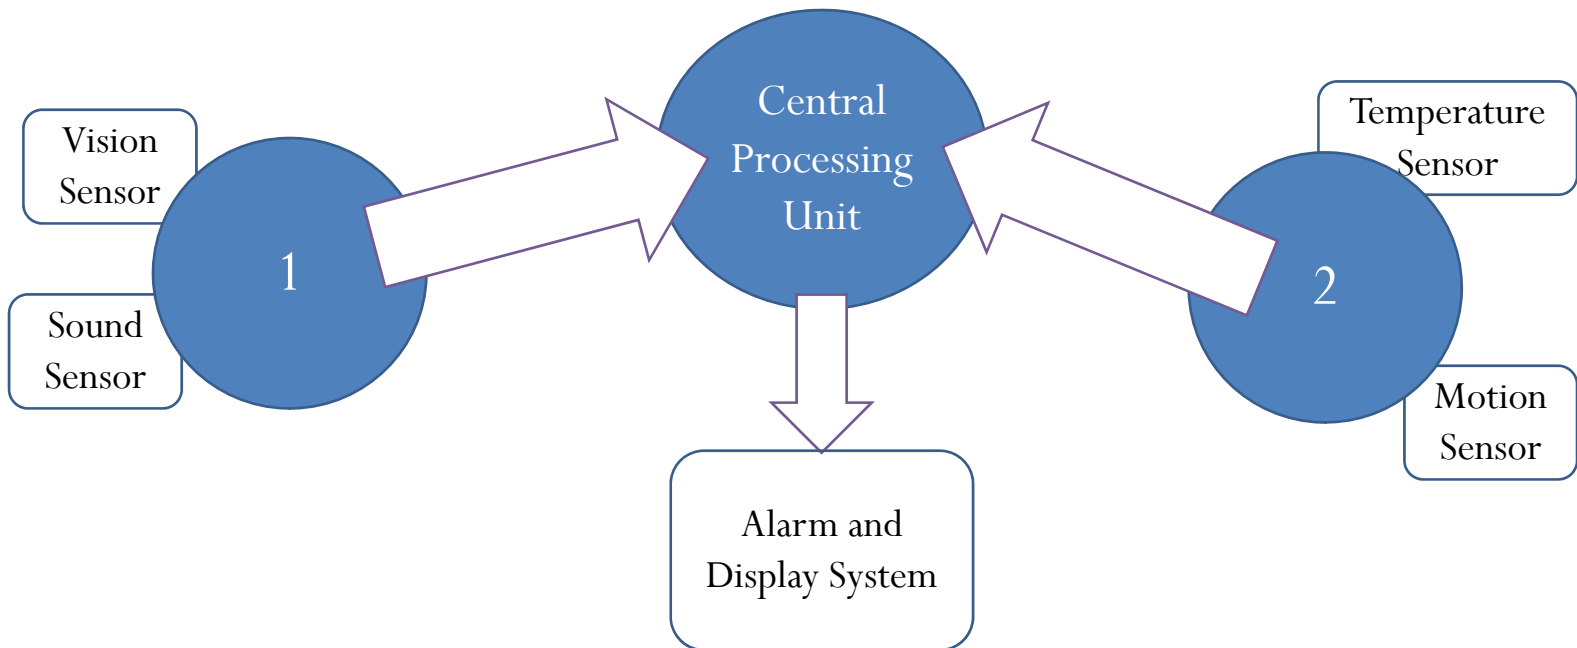 Vision
Sensor
1
Sound
Sensor
Central
Processing
Unit
Alarm and
Display System
Temperature
Sensor
2
Motion
Sensor